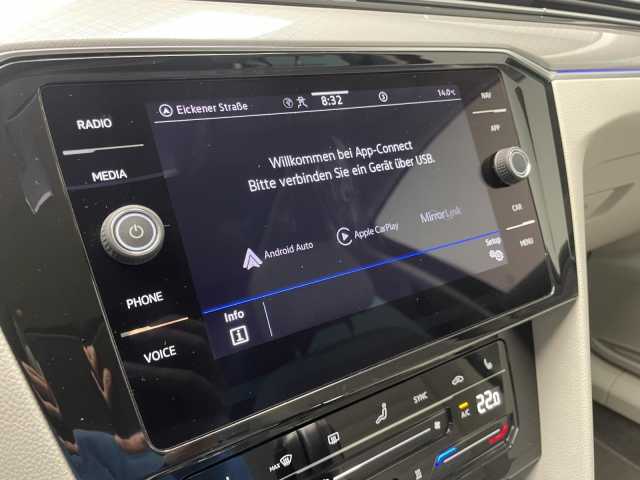 RADIO
MEDIA
PHONE
VOICE
Eickener Straße
8:32
14.0°C
Willkommen bei App-Connect
Bitte verbinden Sie ein Gerät über USB.
Android Auto
Apple CarPlay
MirrorLink
Setup
Info
i
NAV
APP
CAR
MENU
MAX
SYNC
A/C
22.0